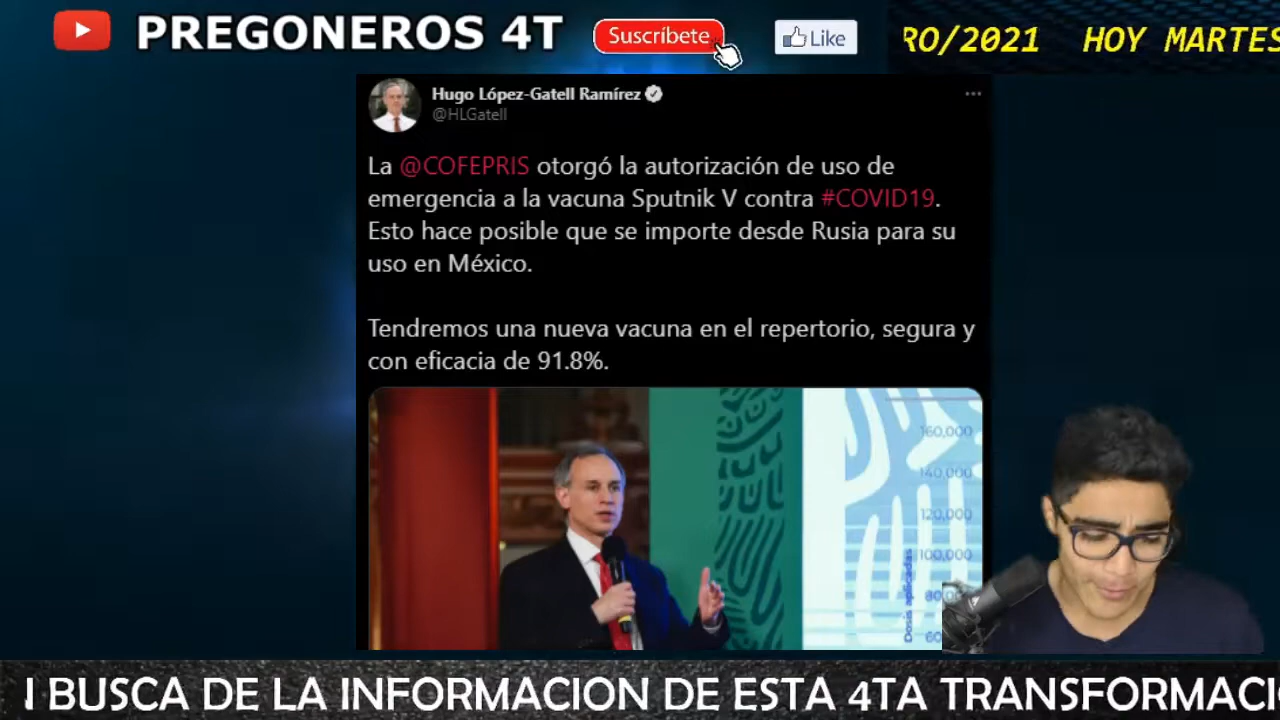 PREGONEROS 4T
Suscríbete
Like
RO/2021 HOY MARTES
Hugo López-Gatell Ramírez
@HLGatell
La @COFEPRIS otorgó la autorización de uso de
emergencia a la vacuna Sputnik V contra #COVID19.
Esto hace posible que se importe desde Rusia para su
uso en México.
Tendremos una nueva vacuna en el repertorio, segura y
con eficacia de 91.8%.
160,000
140,000
120,000
100,000
Dosis aplicadas
BUSCA DE LA INFORMACION DE ESTA 4TA TRANSFORMACI